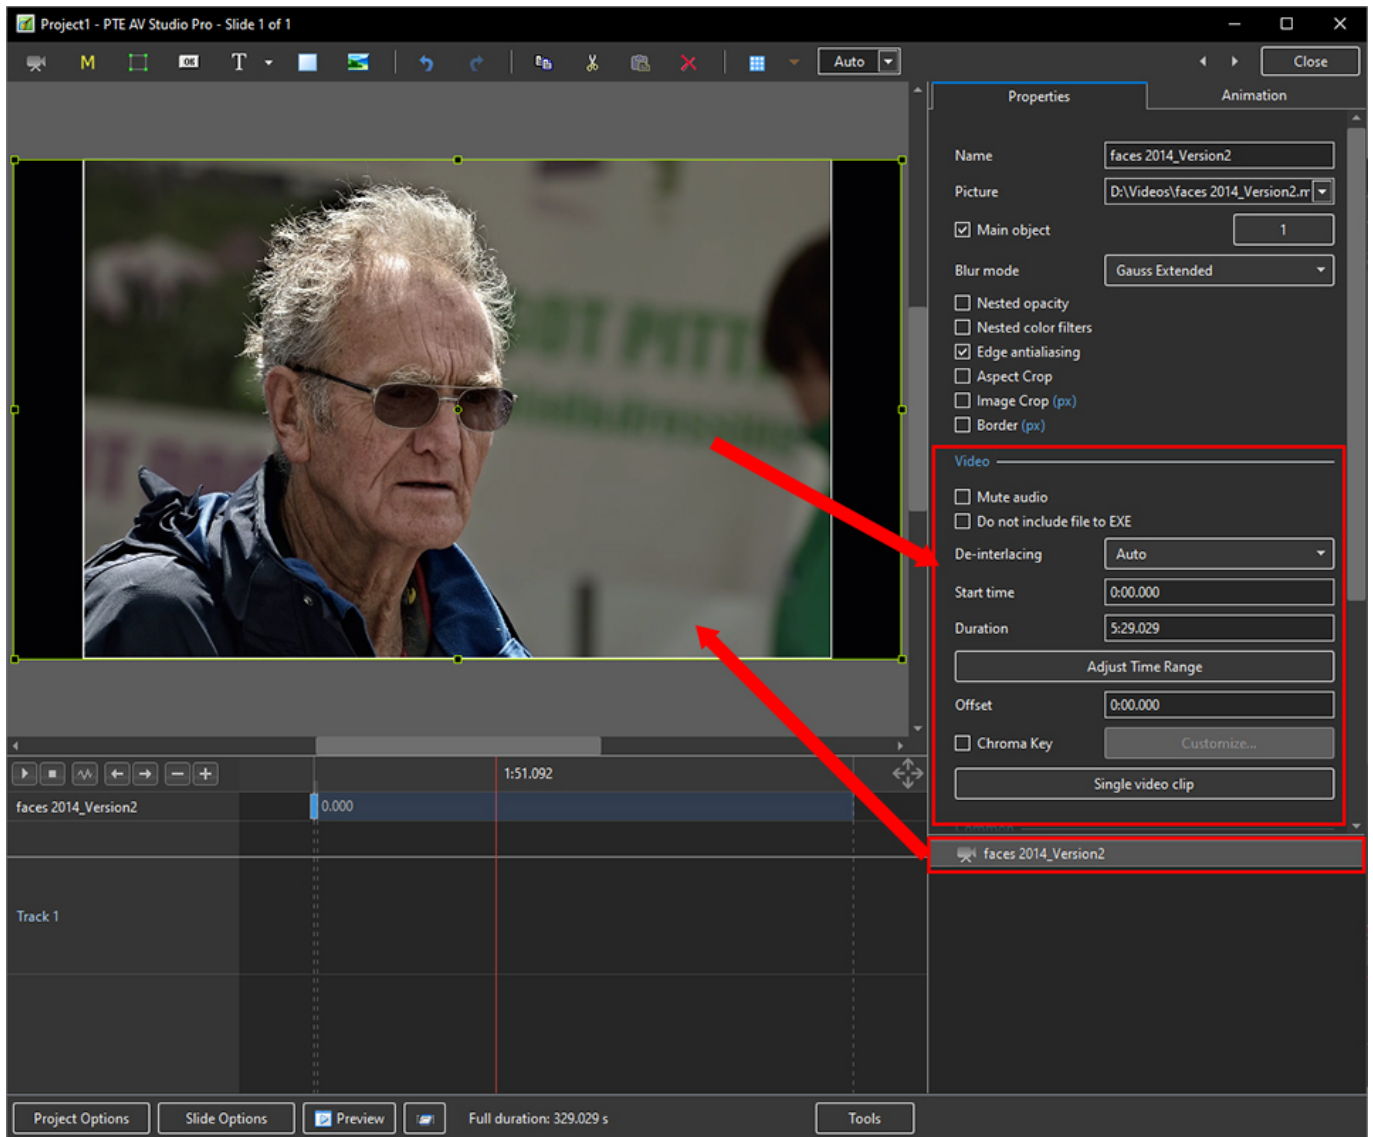 Project1 - PTE AV Studio Pro - Slide 1 of 1
M
OK
T
Auto
Close
Properties
Animation
Name
faces 2014_Version2
Picture
D:\Videos\faces 2014_Version2.m
Main object
1
Blur mode
Gauss Extended
Nested opacity
Nested color filters
Edge antialiasing
Aspect Crop
Image Crop (px)
Border (px)
Video
Mute audio
Do not include file to EXE
De-interlacing
Auto
Start time
0:00.000
Duration
5:29.029
Adjust Time Range
Offset
0:00.000
Chroma Key
Customize...
Single video clip
Common
faces 2014_Version2
1:51.092
faces 2014_Version2
0.000
Track 1
Project Options
Slide Options
Preview
Full duration: 329.029 s
Tools